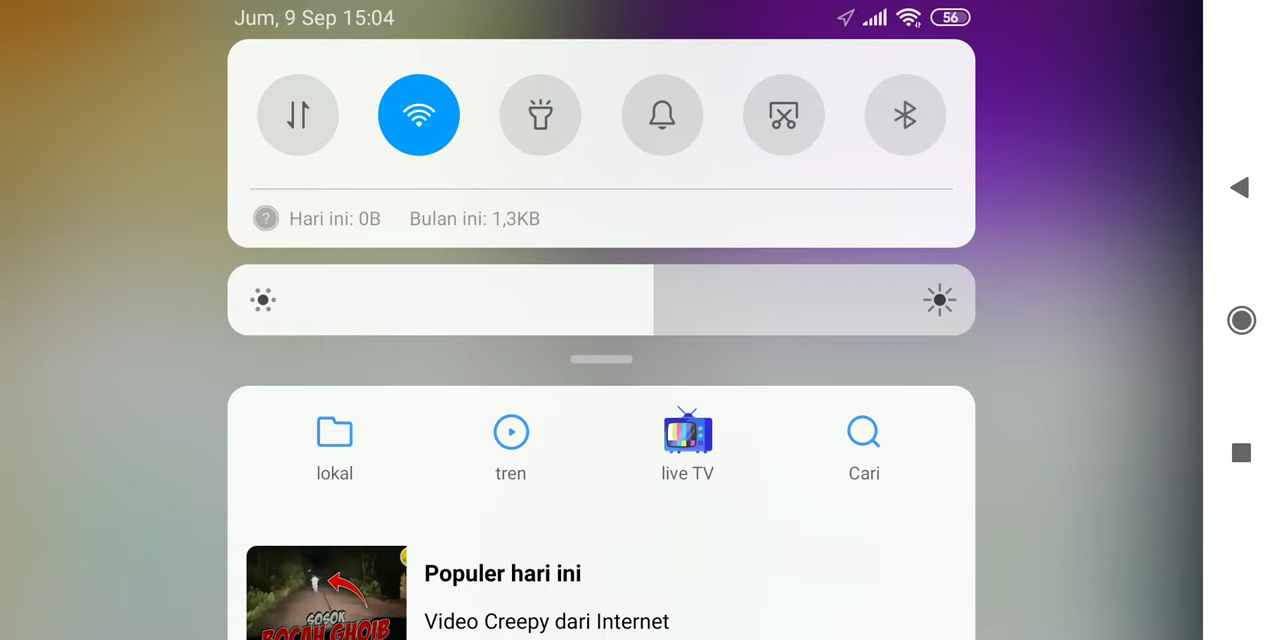 Jum, 9 Sep 15:04
56
? Hari ini: 0B Bulan ini: 1,3KB
lokal tren live TV Cari
Populer hari ini
Video Creepy dari Internet
SOSOK
BOCAH GHOIB